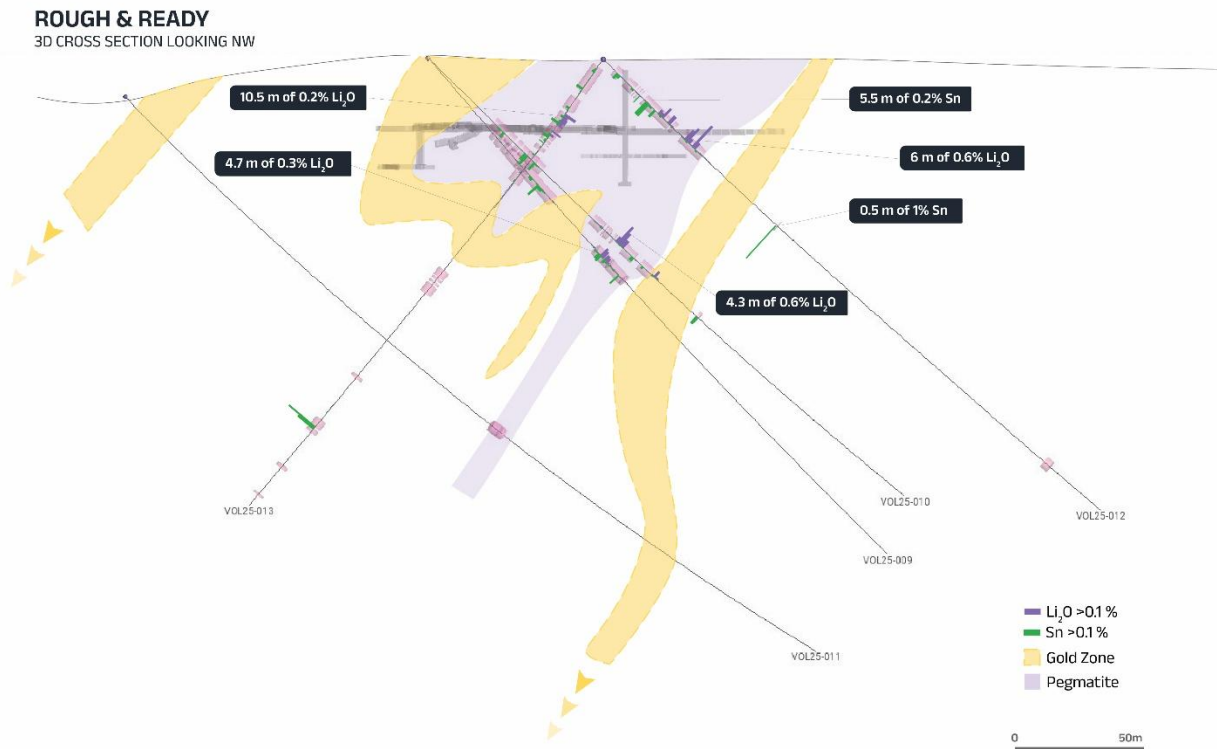 ROUGH & READY
3D CROSS SECTION LOOKING NW
10.5 m of 0.2% Li₂O
5.5 m of 0.2% Sn
4.7 m of 0.3% Li₂O
6 m of 0.6% Li₂O
0.5 m of 1% Sn
4.3 m of 0.6% Li₂O
VOL25-013
VOL25-010
VOL25-012
VOL25-009
VOL25-011
Li₂O >0.1 %
Sn >0.1 %
Gold Zone
Pegmatite
0 50m